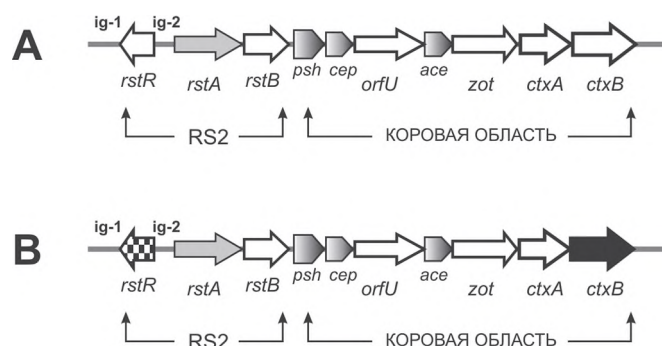 A
ig-1 ig-2
rstR rstA rstB psh cep orfU ace zot ctxA ctxB
RS2 КОРОВАЯ ОБЛАСТЬ
B
ig-1 ig-2
rstR rstA rstB psh cep orfU ace zot ctxA ctxB
RS2 КОРОВАЯ ОБЛАСТЬ